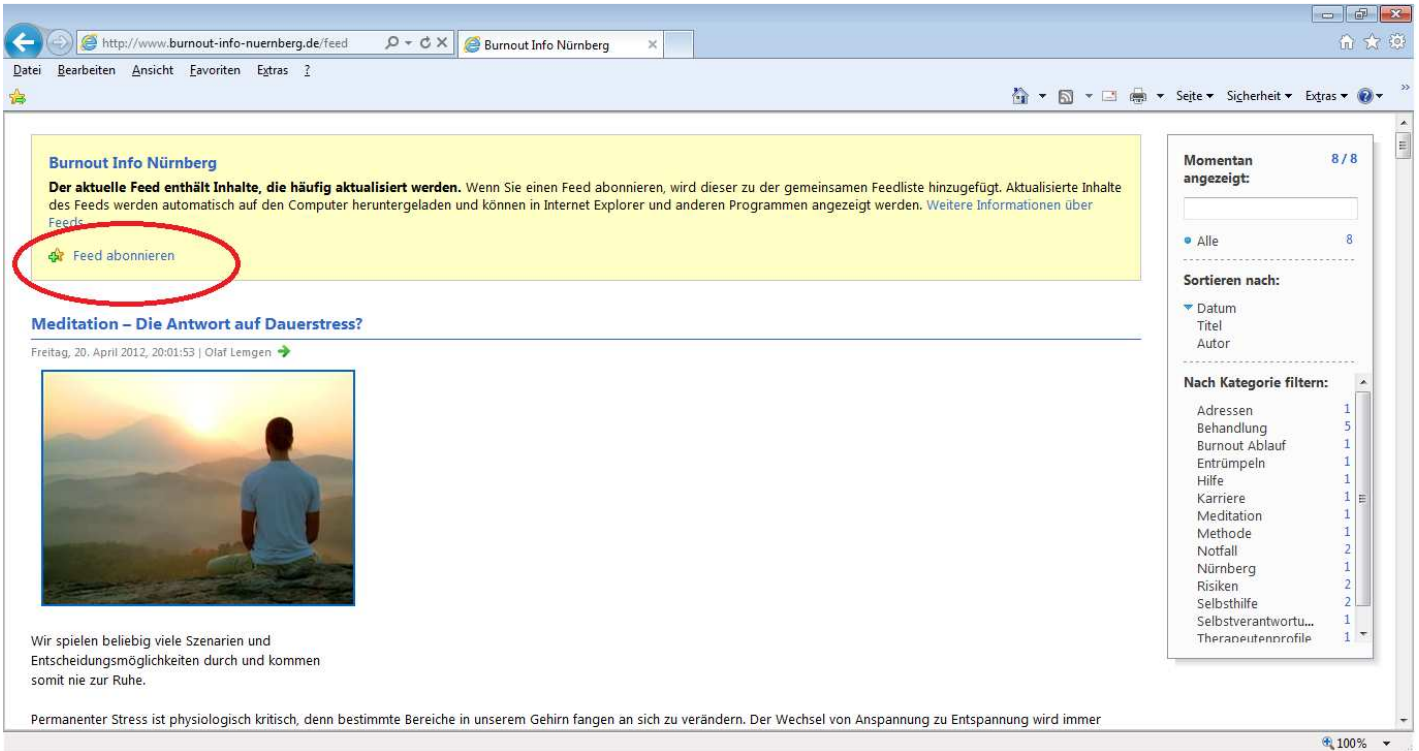 http://www.burnout-info-nuernberg.de/feed
Burnout Info Nürnberg
Datei Bearbeiten Ansicht Favoriten Extras ?
Seite Sicherheit Extras
Burnout Info Nürnberg
Der aktuelle Feed enthält Inhalte, die häufig aktualisiert werden. Wenn Sie einen Feed abonnieren, wird dieser zu der gemeinsamen Feedliste hinzugefügt. Aktualisierte Inhalte
des Feeds werden automatisch auf den Computer heruntergeladen und können in Internet Explorer und anderen Programmen angezeigt werden. Weitere Informationen über
Feeds
Feed abonnieren
Meditation – Die Antwort auf Dauerstress?
Freitag, 20. April 2012, 20:01:53 | Olaf Lemgen
Wir spielen beliebig viele Szenarien und
Entscheidungsmöglichkeiten durch und kommen
somit nie zur Ruhe.
Permanenter Stress ist physiologisch kritisch, denn bestimmte Bereiche in unserem Gehirn fangen an sich zu verändern. Der Wechsel von Anspannung zu Entspannung wird immer
Momentan 8 / 8
angezeigt:
Alle 8
Sortieren nach:
Datum
Titel
Autor
Nach Kategorie filtern:
Adressen 1
Behandlung 5
Burnout Ablauf 1
Entrümpeln 1
Hilfe 1
Karriere 1
Meditation 1
Methode 1
Notfall 2
Nürnberg 1
Risiken 2
Selbsthilfe 2
Selbstverantwortu... 1
Therapeutenprofile 1
100%